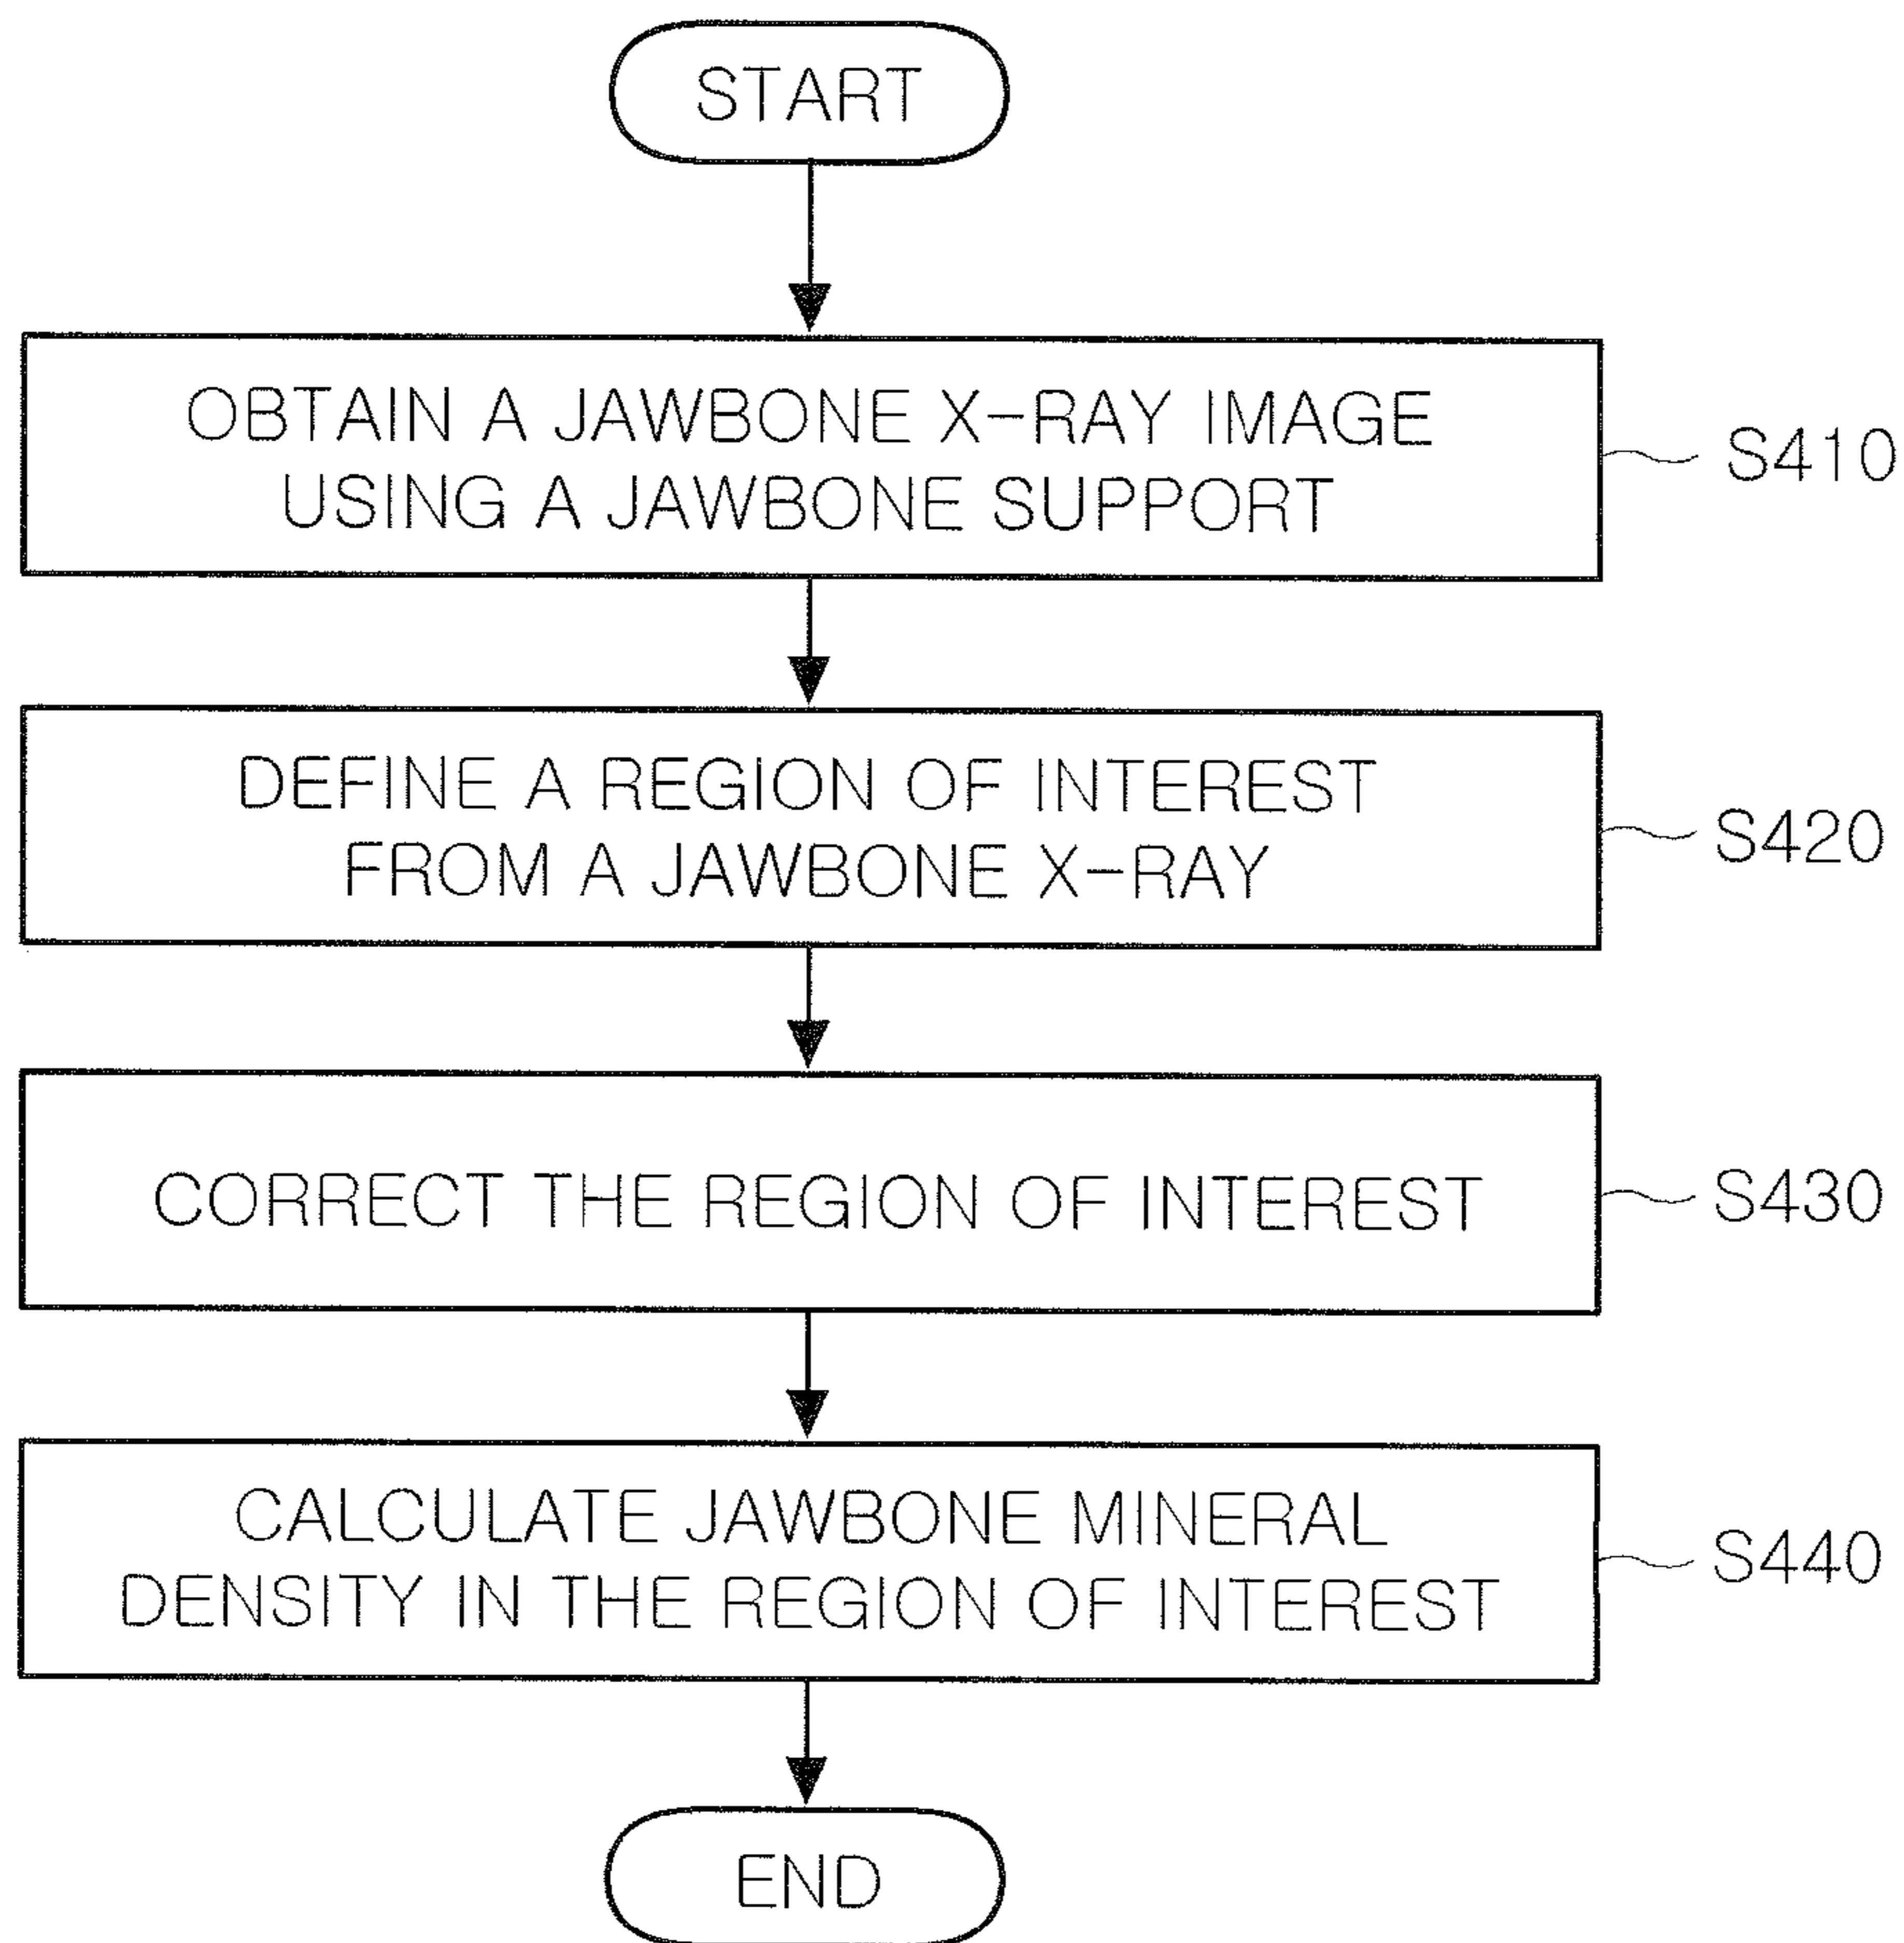 START
OBTAIN A JAWBONE X-RAY IMAGE
USING A JAWBONE SUPPORT
S410
DEFINE A REGION OF INTEREST
FROM A JAWBONE X-RAY
S420
CORRECT THE REGION OF INTEREST
S430
CALCULATE JAWBONE MINERAL
DENSITY IN THE REGION OF INTEREST
S440
END